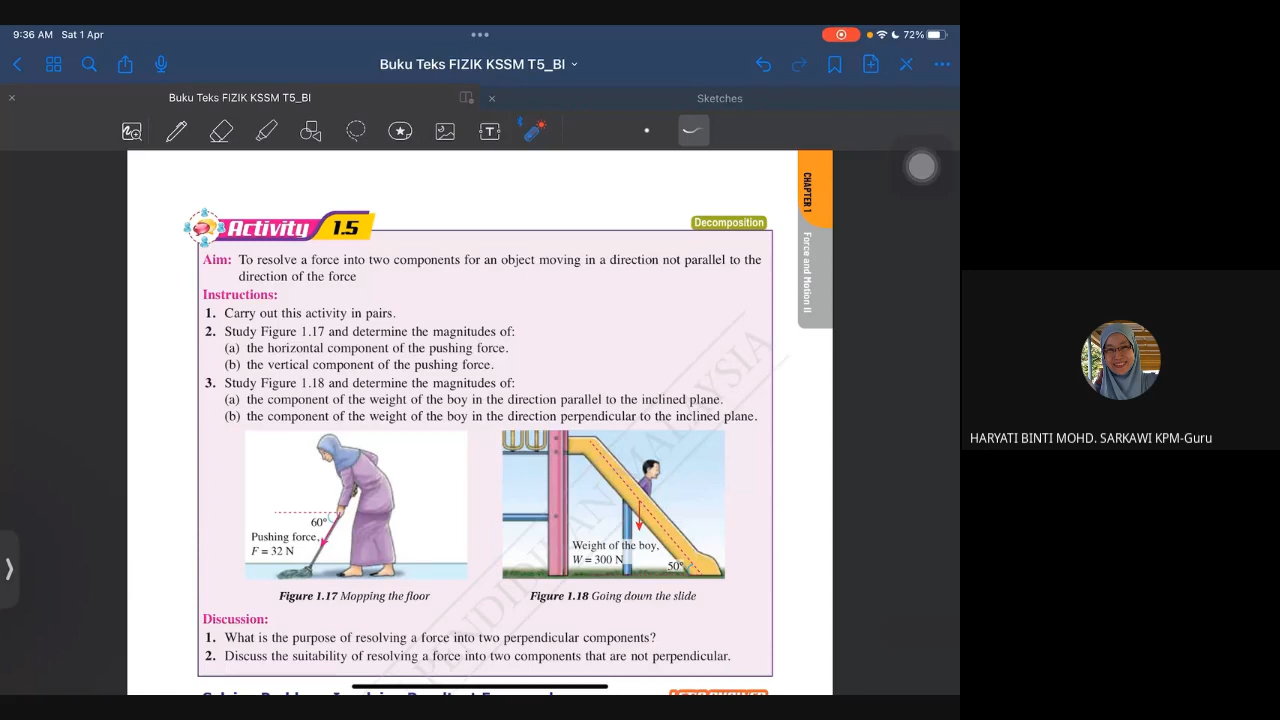 9:36 AM Sat 1 Apr
72%
Buku Teks FIZIK KSSM T5_BI
Buku Teks FIZIK KSSM T5_BI
Sketches
CHAPTER 1
Force and Motion II
Activity 1.5
Decomposition
Aim: To resolve a force into two components for an object moving in a direction not parallel to the
direction of the force
Instructions:
1. Carry out this activity in pairs.
2. Study Figure 1.17 and determine the magnitudes of:
(a) the horizontal component of the pushing force.
(b) the vertical component of the pushing force.
3. Study Figure 1.18 and determine the magnitudes of:
(a) the component of the weight of the boy in the direction parallel to the inclined plane.
(b) the component of the weight of the boy in the direction perpendicular to the inclined plane.
60°
Pushing force,
F = 32 N
Figure 1.17 Mopping the floor
Weight of the boy,
W = 300 N
50°
Figure 1.18 Going down the slide
Discussion:
1. What is the purpose of resolving a force into two perpendicular components?
2. Discuss the suitability of resolving a force into two components that are not perpendicular.
HARYATI BINTI MOHD. SARKAWI KPM-Guru